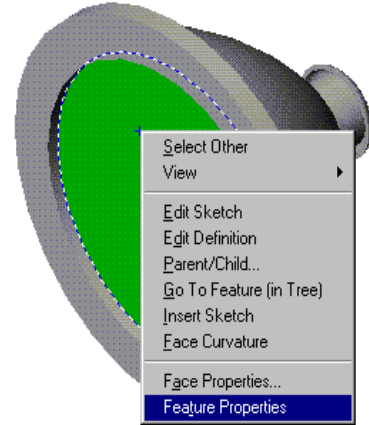 Select Other
View
Edit Sketch
Edit Definition
Parent/Child...
Go To Feature (in Tree)
Insert Sketch
Face Curvature
Face Properties...
Feature Properties